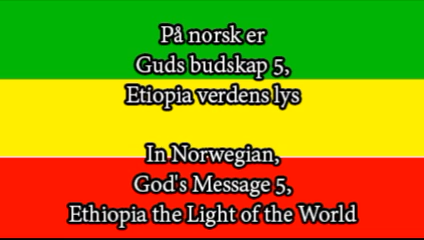 På norsk er
Guds budskap 5,
Etiopia verdens lys
In Norwegian,
God's Message 5,
Ethiopia the Light of the World